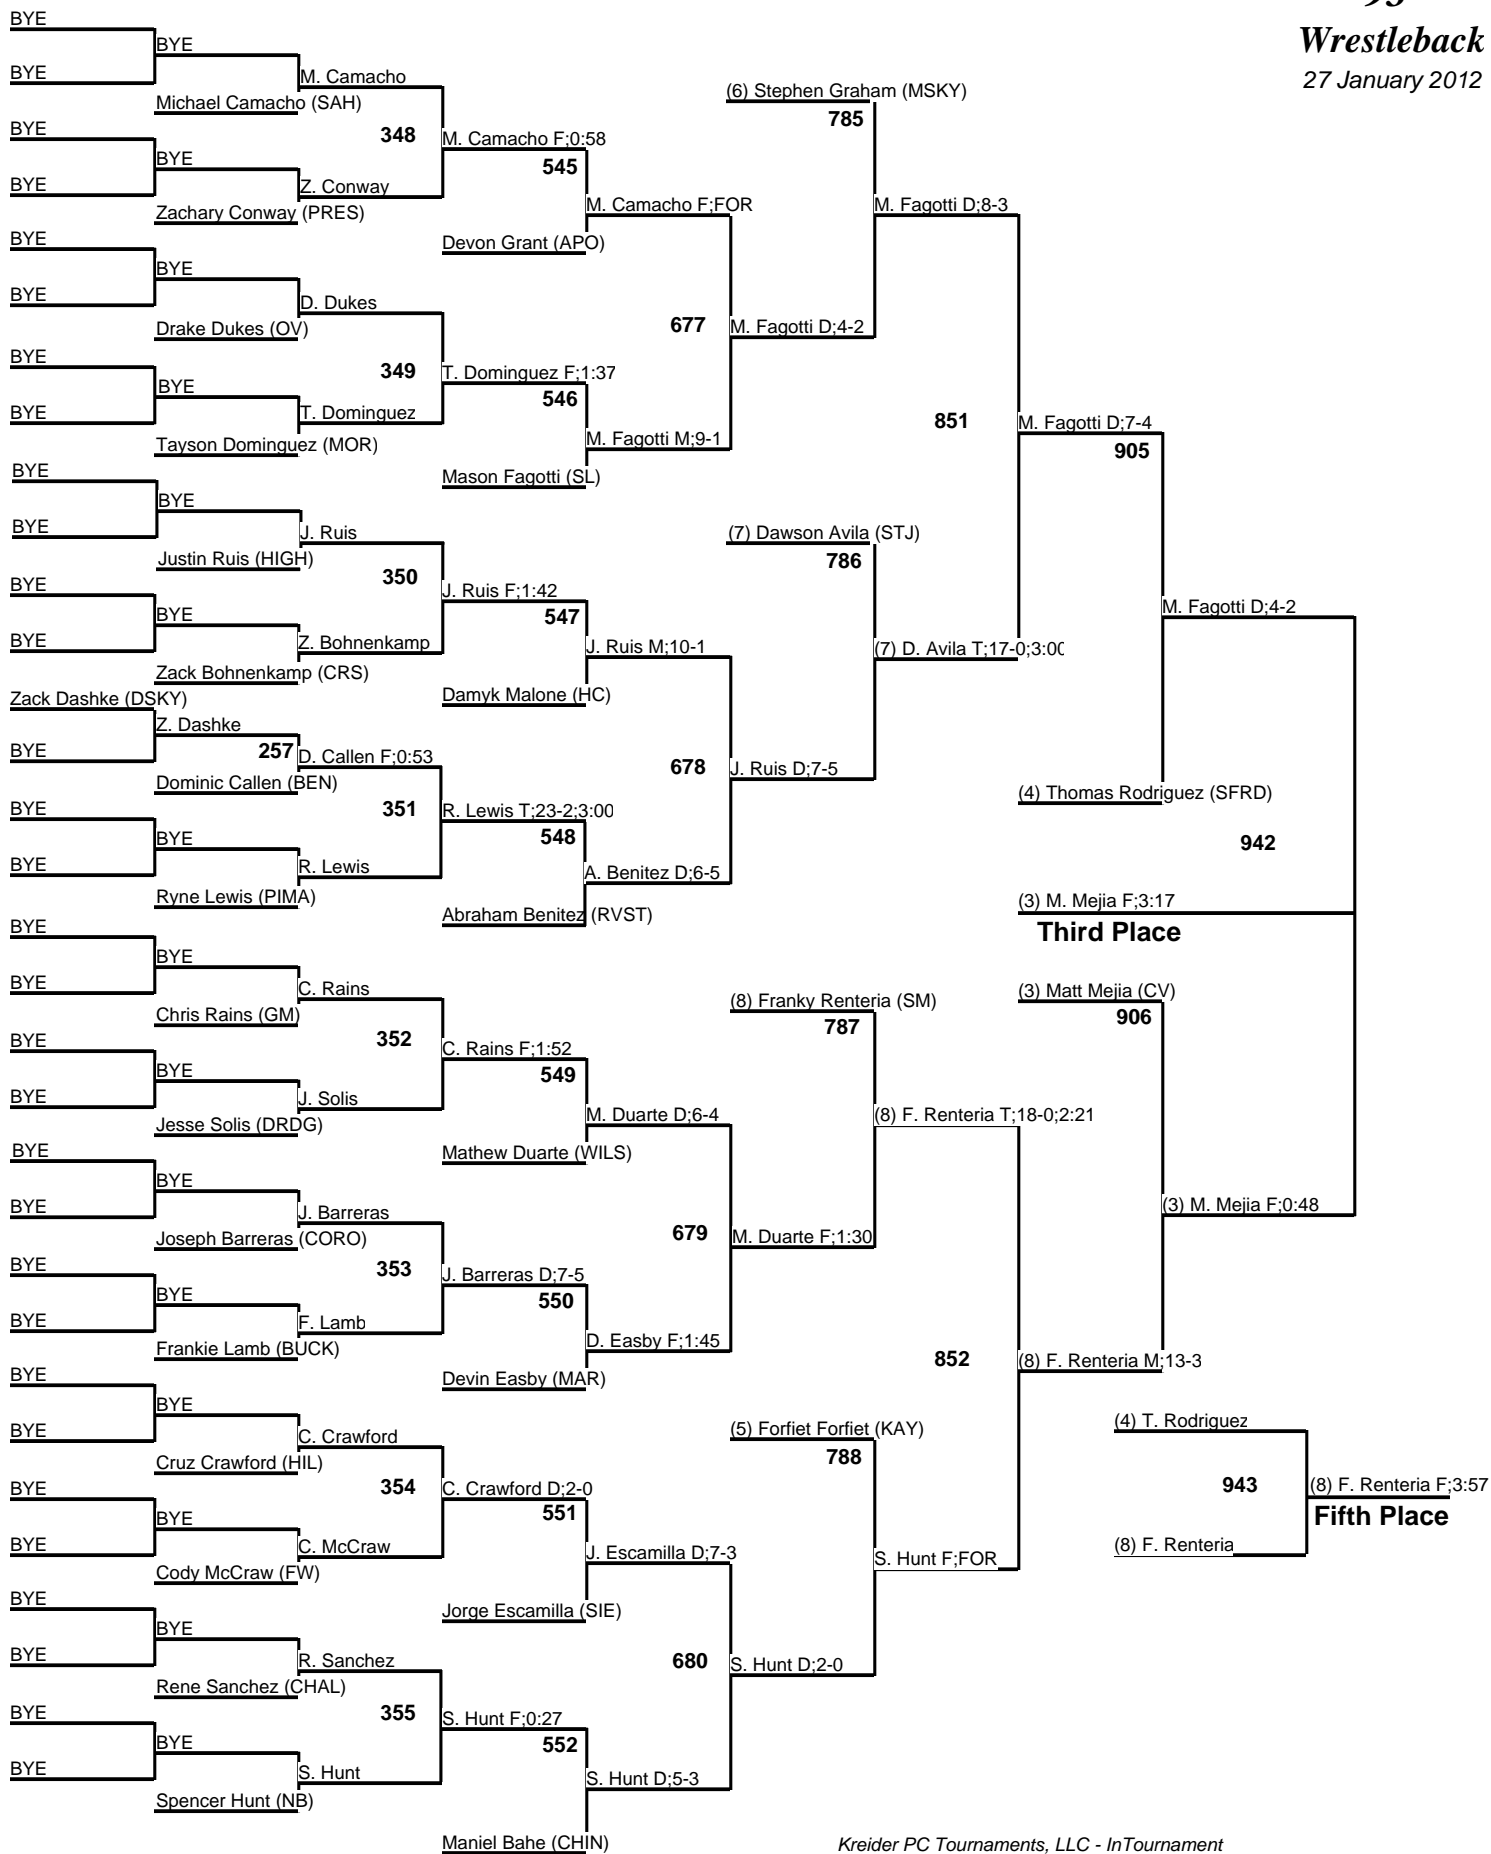 Wrestleback
27 January 2012
BYE
BYE
BYE
M. Camacho
Michael Camacho (SAH)
348
BYE
BYE
BYE
Z. Conway
Zachary Conway (PRES)
M. Camacho F;0:58
545
M. Camacho F;FOR
Devon Grant (APO)
BYE
BYE
BYE
D. Dukes
Drake Dukes (OV)
349
BYE
BYE
BYE
T. Dominguez
Tayson Dominguez (MOR)
T. Dominguez F;1:37
546
M. Fagotti M;9-1
Mason Fagotti (SL)
677
M. Fagotti D;4-2
(6) Stephen Graham (MSKY)
785
M. Fagotti D;8-3
BYE
BYE
BYE
J. Ruis
Justin Ruis (HIGH)
350
BYE
BYE
BYE
Z. Bohnenkamp
Zack Bohnenkamp (CRS)
J. Ruis F;1:42
547
J. Ruis M;10-1
Damyk Malone (HC)
Zack Dashke (DSKY)
BYE
Z. Dashke
257
D. Callen F;0:53
Dominic Callen (BEN)
351
BYE
BYE
BYE
R. Lewis
Ryne Lewis (PIMA)
R. Lewis T;23-2;3:00
548
A. Benitez D;6-5
Abraham Benitez (RVST)
678
J. Ruis D;7-5
(7) Dawson Avila (STJ)
786
(7) D. Avila T;17-0;3:00
851
M. Fagotti D;7-4
905
M. Fagotti D;4-2
(4) Thomas Rodriguez (SFRD)
942
(3) M. Mejia F;3:17
Third Place
BYE
BYE
BYE
C. Rains
Chris Rains (GM)
352
BYE
BYE
BYE
J. Solis
Jesse Solis (DRDG)
C. Rains F;1:52
549
M. Duarte D;6-4
Mathew Duarte (WILS)
BYE
BYE
BYE
J. Barreras
Joseph Barreras (CORO)
353
BYE
BYE
BYE
F. Lamb
Frankie Lamb (BUCK)
J. Barreras D;7-5
550
D. Easby F;1:45
Devin Easby (MAR)
679
M. Duarte F;1:30
(8) Franky Renteria (SM)
787
(8) F. Renteria T;18-0;2:21
BYE
BYE
BYE
C. Crawford
Cruz Crawford (HIL)
354
BYE
BYE
BYE
C. McCraw
Cody McCraw (FW)
C. Crawford D;2-0
551
J. Escamilla D;7-3
Jorge Escamilla (SIE)
BYE
BYE
BYE
R. Sanchez
Rene Sanchez (CHAL)
355
BYE
BYE
BYE
S. Hunt
Spencer Hunt (NB)
S. Hunt F;0:27
552
S. Hunt D;5-3
Maniel Bahe (CHIN)
680
S. Hunt D;2-0
(5) Forfiet Forfiet (KAY)
788
S. Hunt F;FOR
852
(8) F. Renteria M;13-3
(3) Matt Mejia (CV)
906
(3) M. Mejia F;0:48
(4) T. Rodriguez
943
(8) F. Renteria
(8) F. Renteria F;3:57
Fifth Place
Kreider PC Tournaments, LLC - InTournament